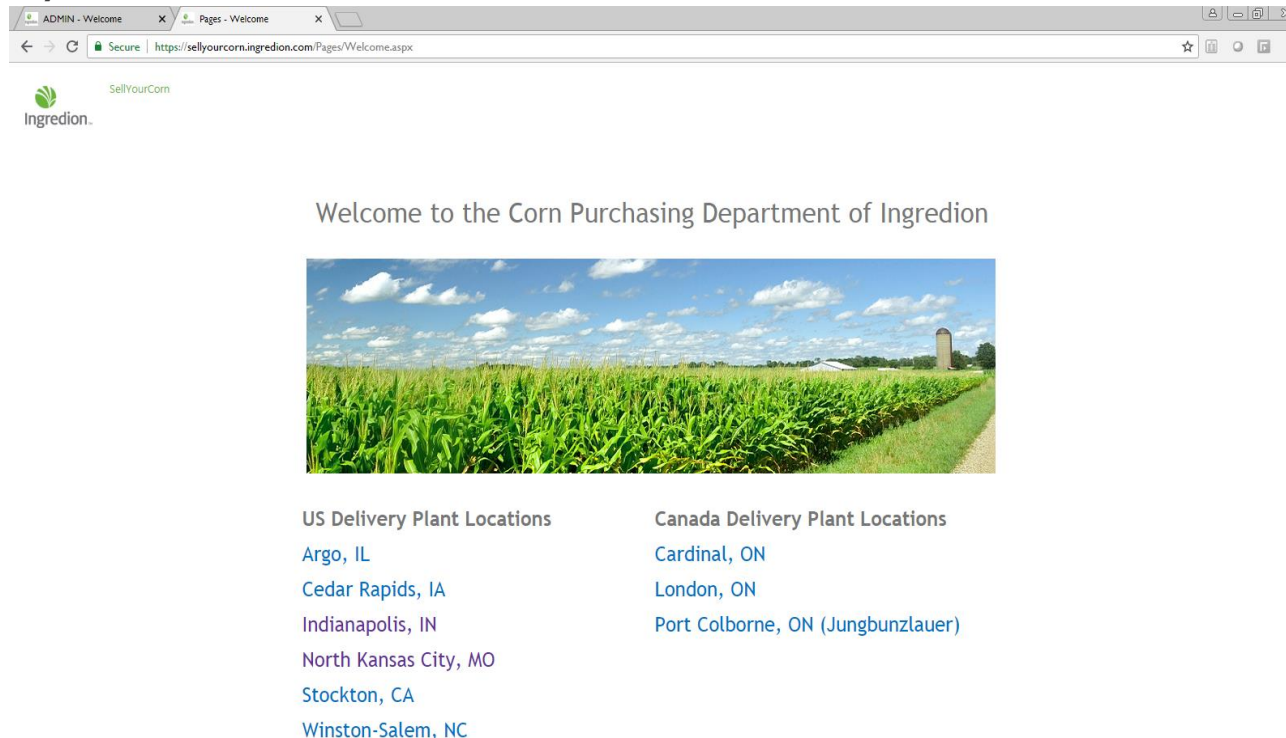 ADMIN - Welcome
Pages - Welcome
Secure
https://sellyourcorn.ingredion.com/Pages/Welcome.aspx
Ingredion
SellYourCorn
Welcome to the Corn Purchasing Department of Ingredion
US Delivery Plant Locations
Argo, IL
Cedar Rapids, IA
Indianapolis, IN
North Kansas City, MO
Stockton, CA
Winston-Salem, NC
Canada Delivery Plant Locations
Cardinal, ON
London, ON
Port Colborne, ON (Jungbunzlauer)